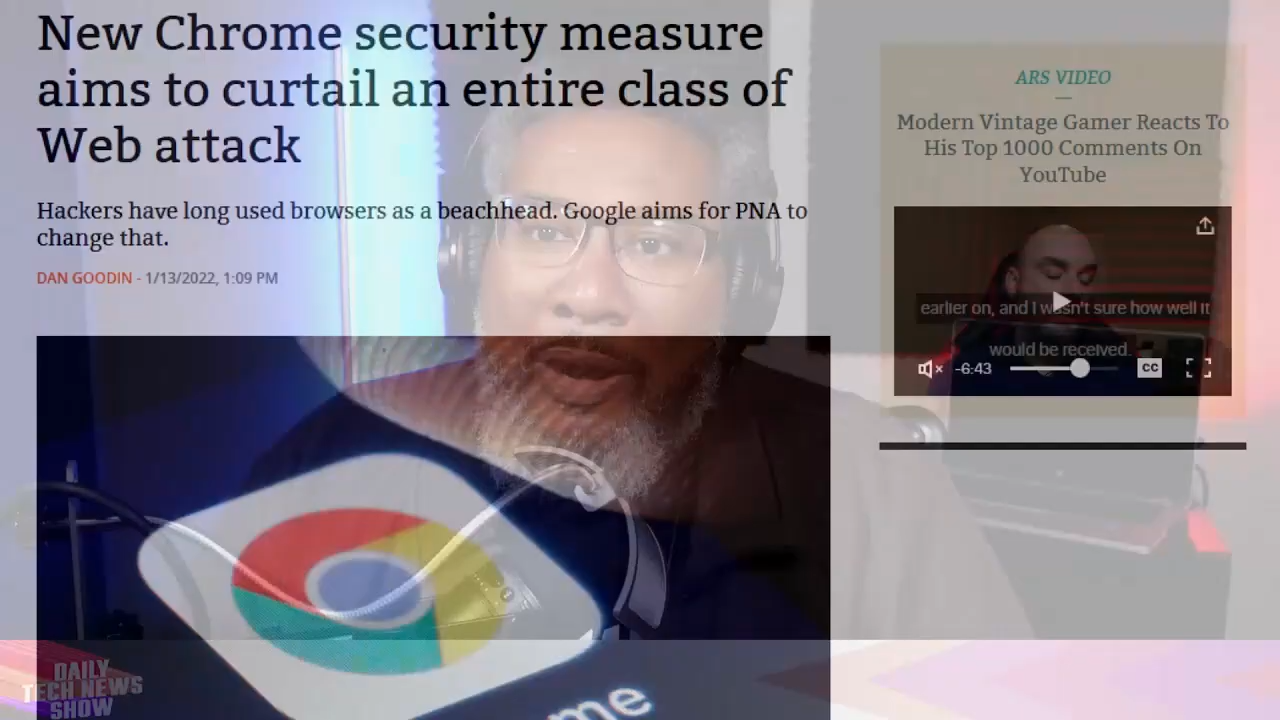 New Chrome security measure
aims to curtail an entire class of
Web attack
Hackers have long used browsers as a beachhead. Google aims for PNA to
change that.
DAN GOODIN - 1/13/2022, 1:09 PM
ARS VIDEO
Modern Vintage Gamer Reacts To
His Top 1000 Comments On
YouTube
earlier on, and I wasn't sure how well it
would be received.
-6:43
CC
me
DAILY
TECH NEWS
SHOW